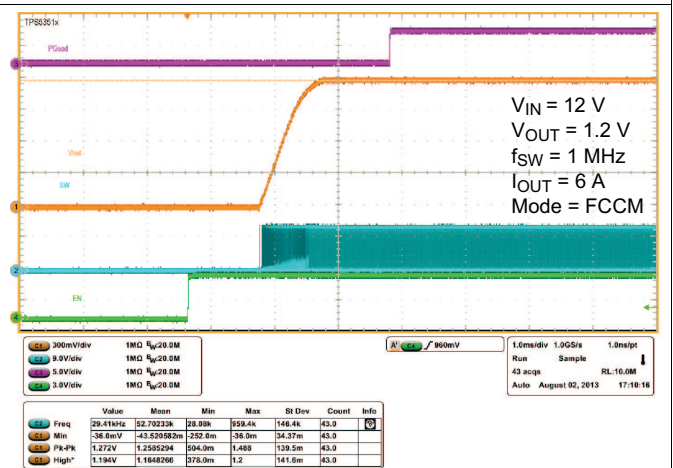 TPS5351x
PGood
3
VIN = 12 V
VOUT = 1.2 V
fSW = 1 MHz
IOUT = 6 A
Mode = FCCM
Vout
SW
1
2
EN
4
C1 300mV/div 1MΩ BW:20.0M
C2 9.0V/div 1MΩ BW:20.0M
C3 5.0V/div 1MΩ BW:20.0M
C4 3.0V/div 1MΩ BW:20.0M
A' C4 / 960mV
1.0ms/div 1.0GS/s 1.0ns/pt
Run Sample
43 acqs RL:10.0M
Auto August 02, 2013 17:10:16
Value Mean Min Max St Dev Count Info
C2 Freq 29.41kHz 52.70233k 28.08k 959.4k 146.4k 43.0
C1 Min -36.0mV -43.520582m -252.0m -36.0m 34.37m 43.0
C1 Pk-Pk 1.272V 1.2585294 504.0m 1.488 139.5m 43.0
C1 High* 1.194V 1.1648266 378.0m 1.2 141.6m 43.0